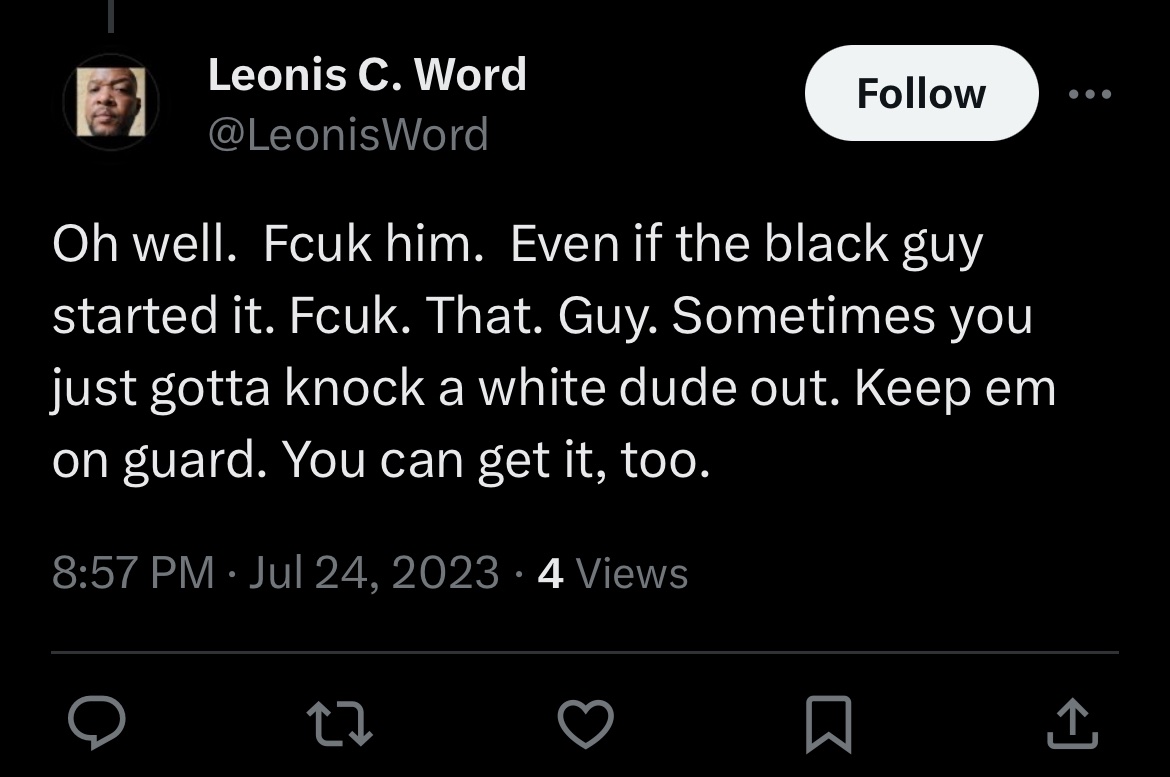 Leonis C. Word
Follow
@LeonisWord
Oh well.  Fcuk him.  Even if the black guy
started it. Fcuk. That. Guy. Sometimes you
just gotta knock a white dude out. Keep em
on guard. You can get it, too.
8:57 PM · Jul 24, 2023 · 4 Views